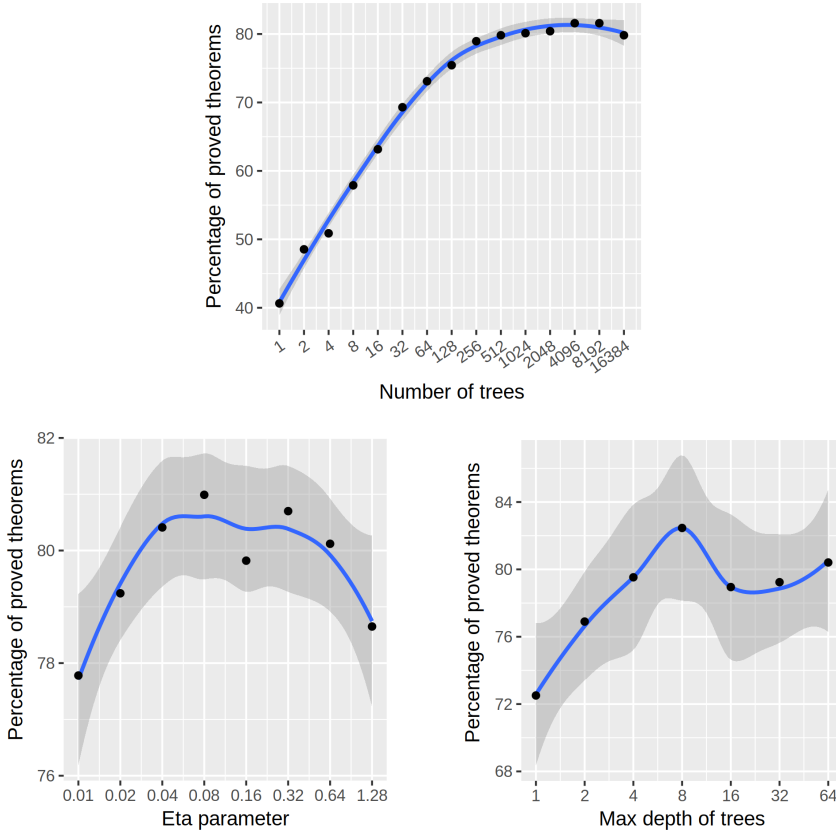 Percentage of proved theorems
80
70
60
50
40
1 2 4 8 16 32 64 128 256 512 1024 2048 4096 8192 16384
Number of trees
Percentage of proved theorems
82
80
78
76
0.01 0.02 0.04 0.08 0.16 0.32 0.64 1.28
Eta parameter
Percentage of proved theorems
84
80
76
72
68
1 2 4 8 16 32 64
Max depth of trees